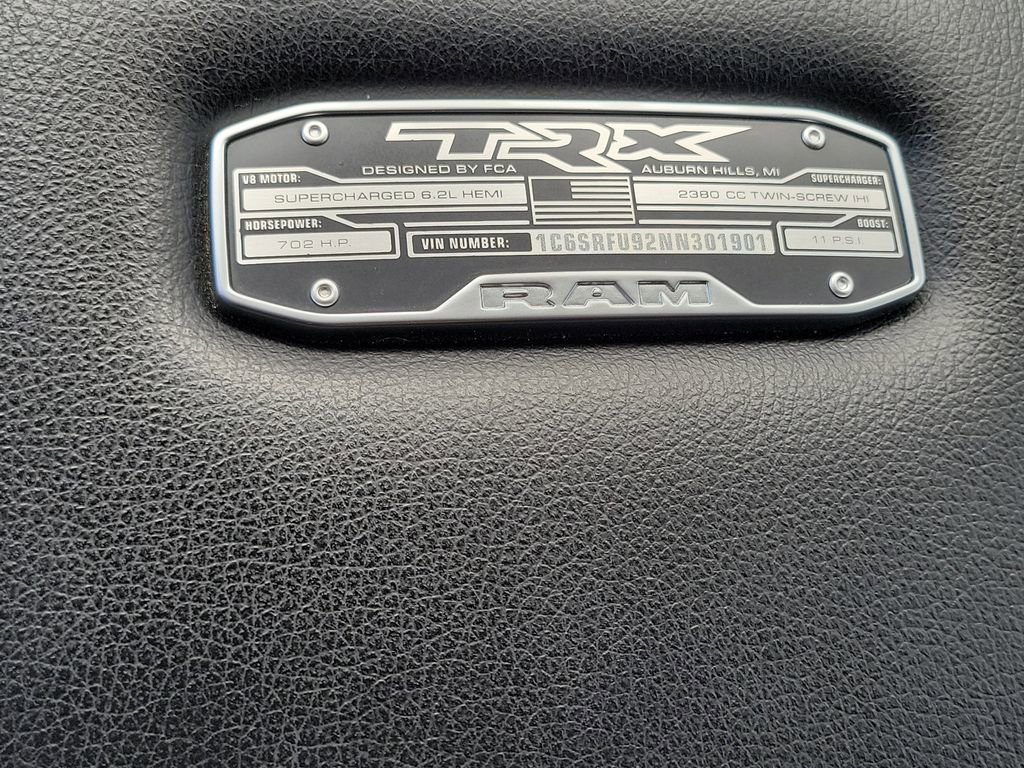 TRX
DESIGNED BY FCA AUBURN HILLS, MI
V8 MOTOR: SUPERCHARGER:
SUPERCHARGED 6.2L HEMI 2380 CC TWIN-SCREW IHI
HORSEPOWER: BOOST:
702 H.P. VIN NUMBER: 1C6SRFU92NN301901 11 P.S.I.
RAM